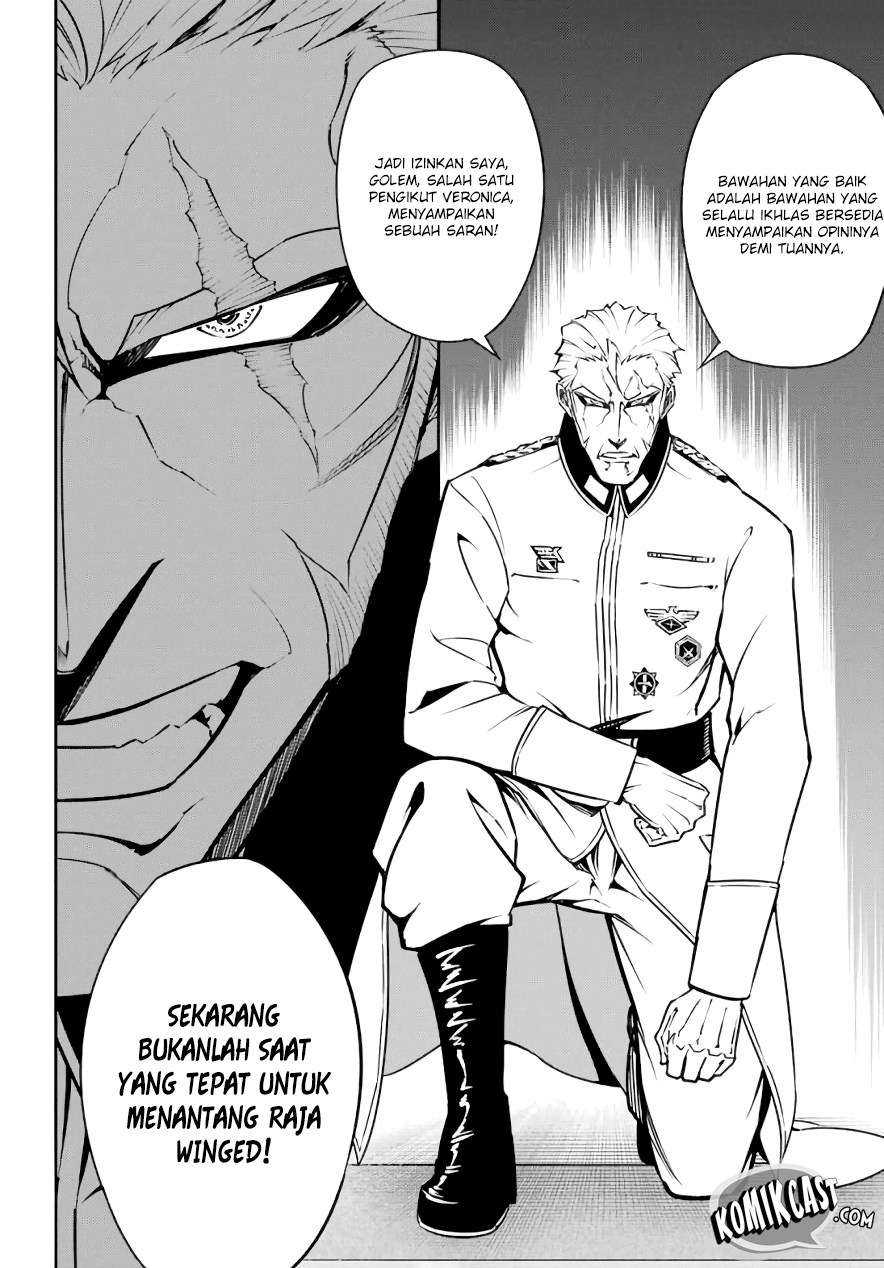 BAWAHAN YANG BAIK
ADALAH BAWAHAN YANG
SELALU IKHLAS BERSEDIA
MENYAMPAIKAN OPININYA
DEMI TUANNYA.
JADI IZINKAN SAYA,
GOLEM, SALAH SATU
PENGIKUT VERONICA,
MENYAMPAIKAN
SEBUAH SARAN!
SEKARANG
BUKANLAH SAAT
YANG TEPAT UNTUK
MENANTANG RAJA
WINGED!
KOMIKCAST
.COM